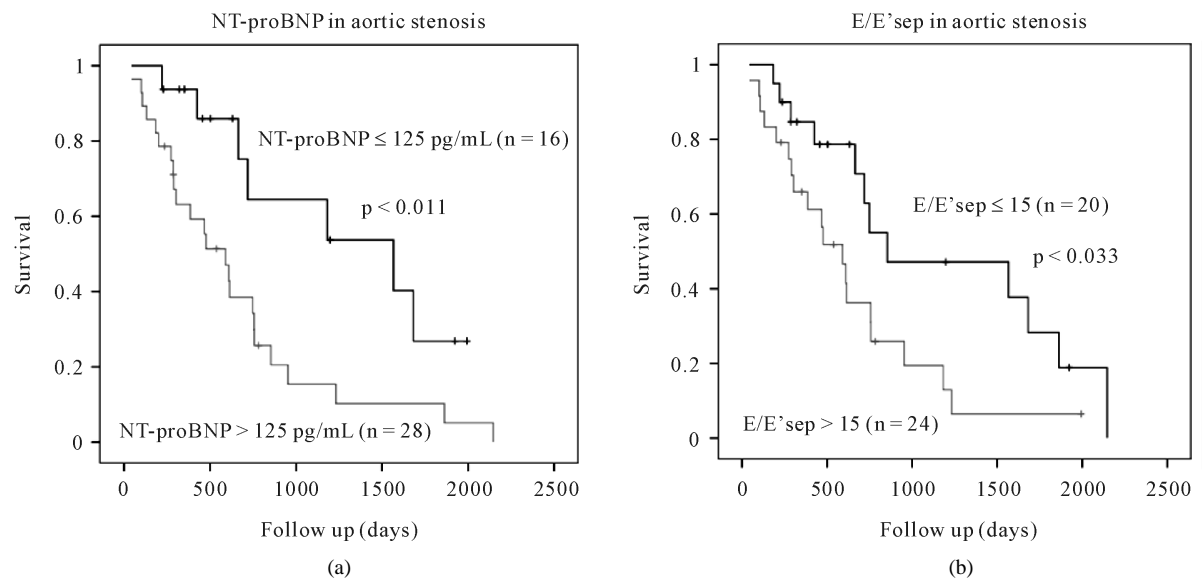 NT-proBNP in aortic stenosis
1
0.8
0.6
0.4
0.2
0
Survival
NT-proBNP ≤ 125 pg/mL (n = 16)
p < 0.011
NT-proBNP > 125 pg/mL (n = 28)
0 500 1000 1500 2000 2500
Follow up (days)
(a)
E/E’sep in aortic stenosis
1
0.8
0.6
0.4
0.2
0
Survival
E/E’sep ≤ 15 (n = 20)
p < 0.033
E/E’sep > 15 (n = 24)
0 500 1000 1500 2000 2500
Follow up (days)
(b)